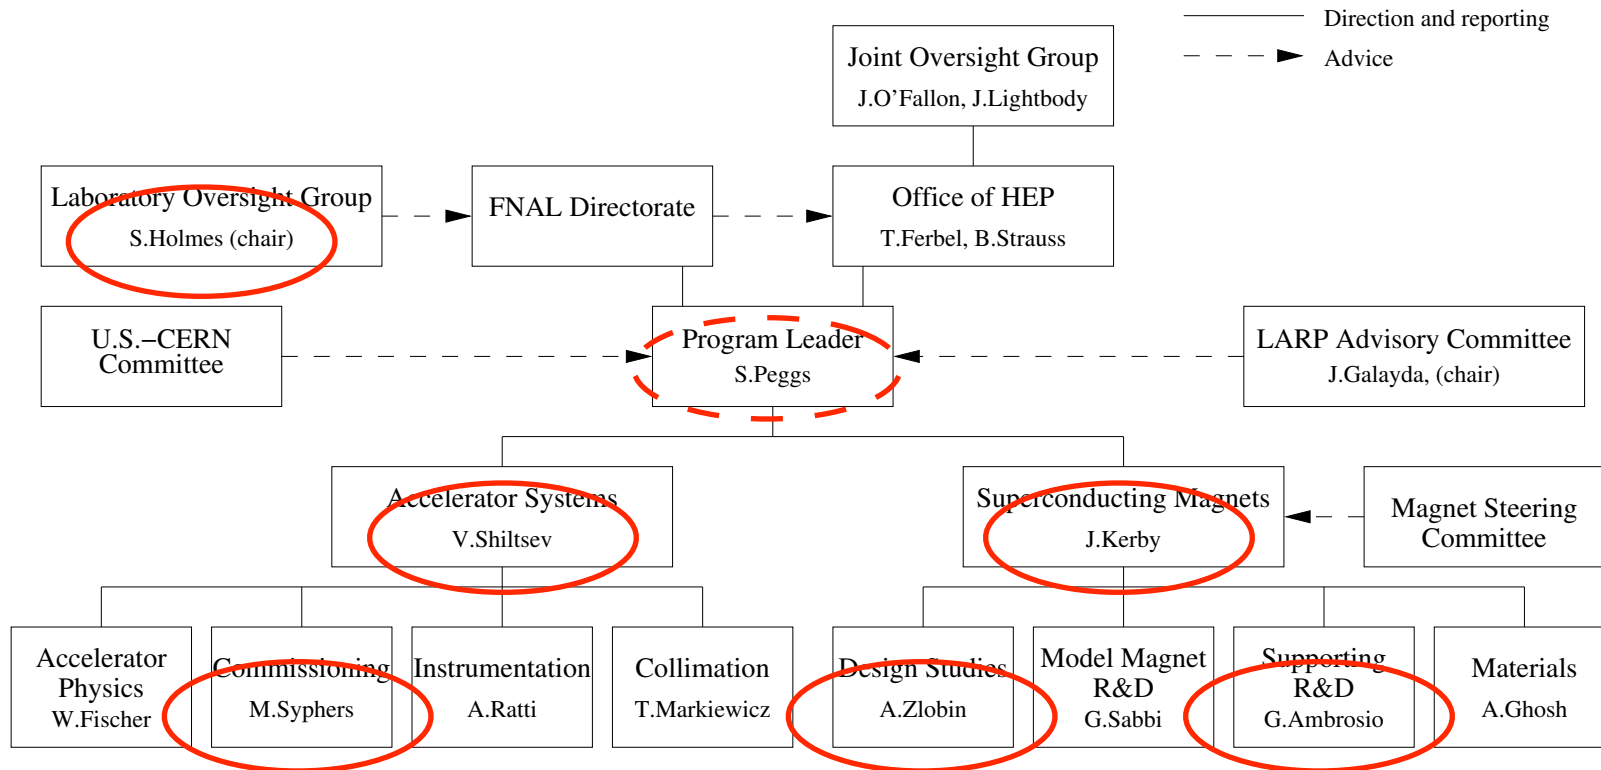 Direction and reporting
Advice
Joint Oversight Group
J.O'Fallon, J.Lightbody
Laboratory Oversight Group
S.Holmes (chair)
FNAL Directorate
Office of HEP
T.Ferbel, B.Strauss
U.S.−CERN
Committee
Program Leader
S.Peggs
LARP Advisory Committee
J.Galayda, (chair)
Accelerator Systems
V.Shiltsev
Superconducting Magnets
J.Kerby
Magnet Steering
Committee
Accelerator
Physics
W.Fischer
Commissioning
M.Syphers
Instrumentation
A.Ratti
Collimation
T.Markiewicz
Design Studies
A.Zlobin
Model Magnet
R&D
G.Sabbi
Supporting
R&D
G.Ambrosio
Materials
A.Ghosh